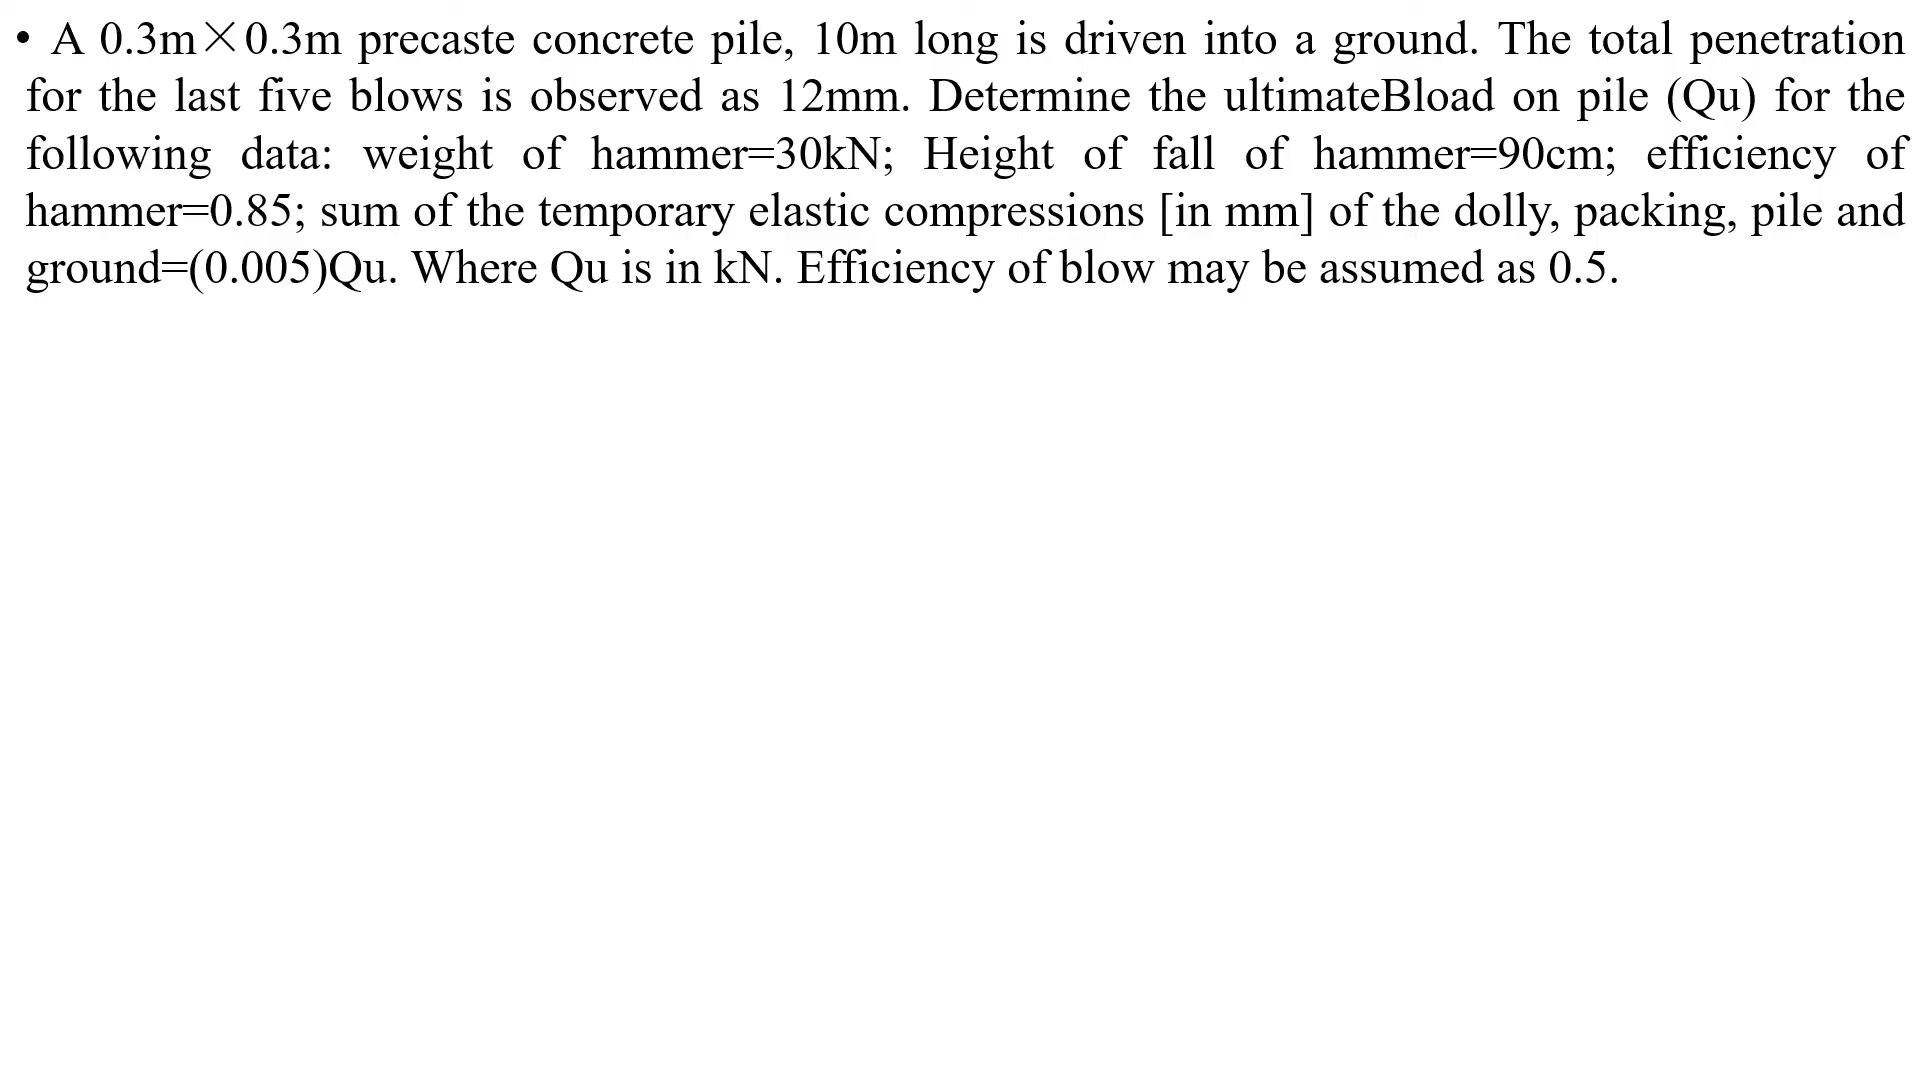 • A 0.3m×0.3m precaste concrete pile, 10m long is driven into a ground. The total penetration
for the last five blows is observed as 12mm. Determine the ultimateBload on pile (Qu) for the
following data: weight of hammer=30kN; Height of fall of hammer=90cm; efficiency of
hammer=0.85; sum of the temporary elastic compressions [in mm] of the dolly, packing, pile and
ground=(0.005)Qu. Where Qu is in kN. Efficiency of blow may be assumed as 0.5.